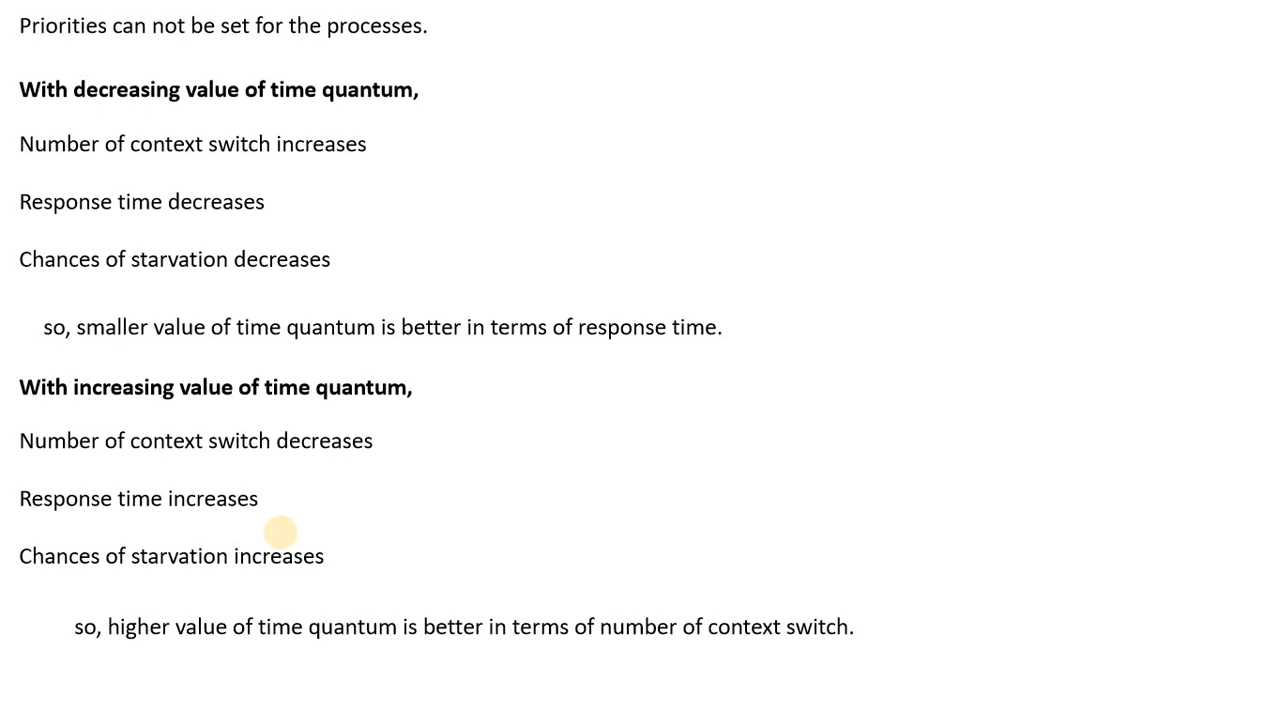 Priorities can not be set for the processes.
With decreasing value of time quantum,
Number of context switch increases
Response time decreases
Chances of starvation decreases
so, smaller value of time quantum is better in terms of response time.
With increasing value of time quantum,
Number of context switch decreases
Response time increases
Chances of starvation increases
so, higher value of time quantum is better in terms of number of context switch.